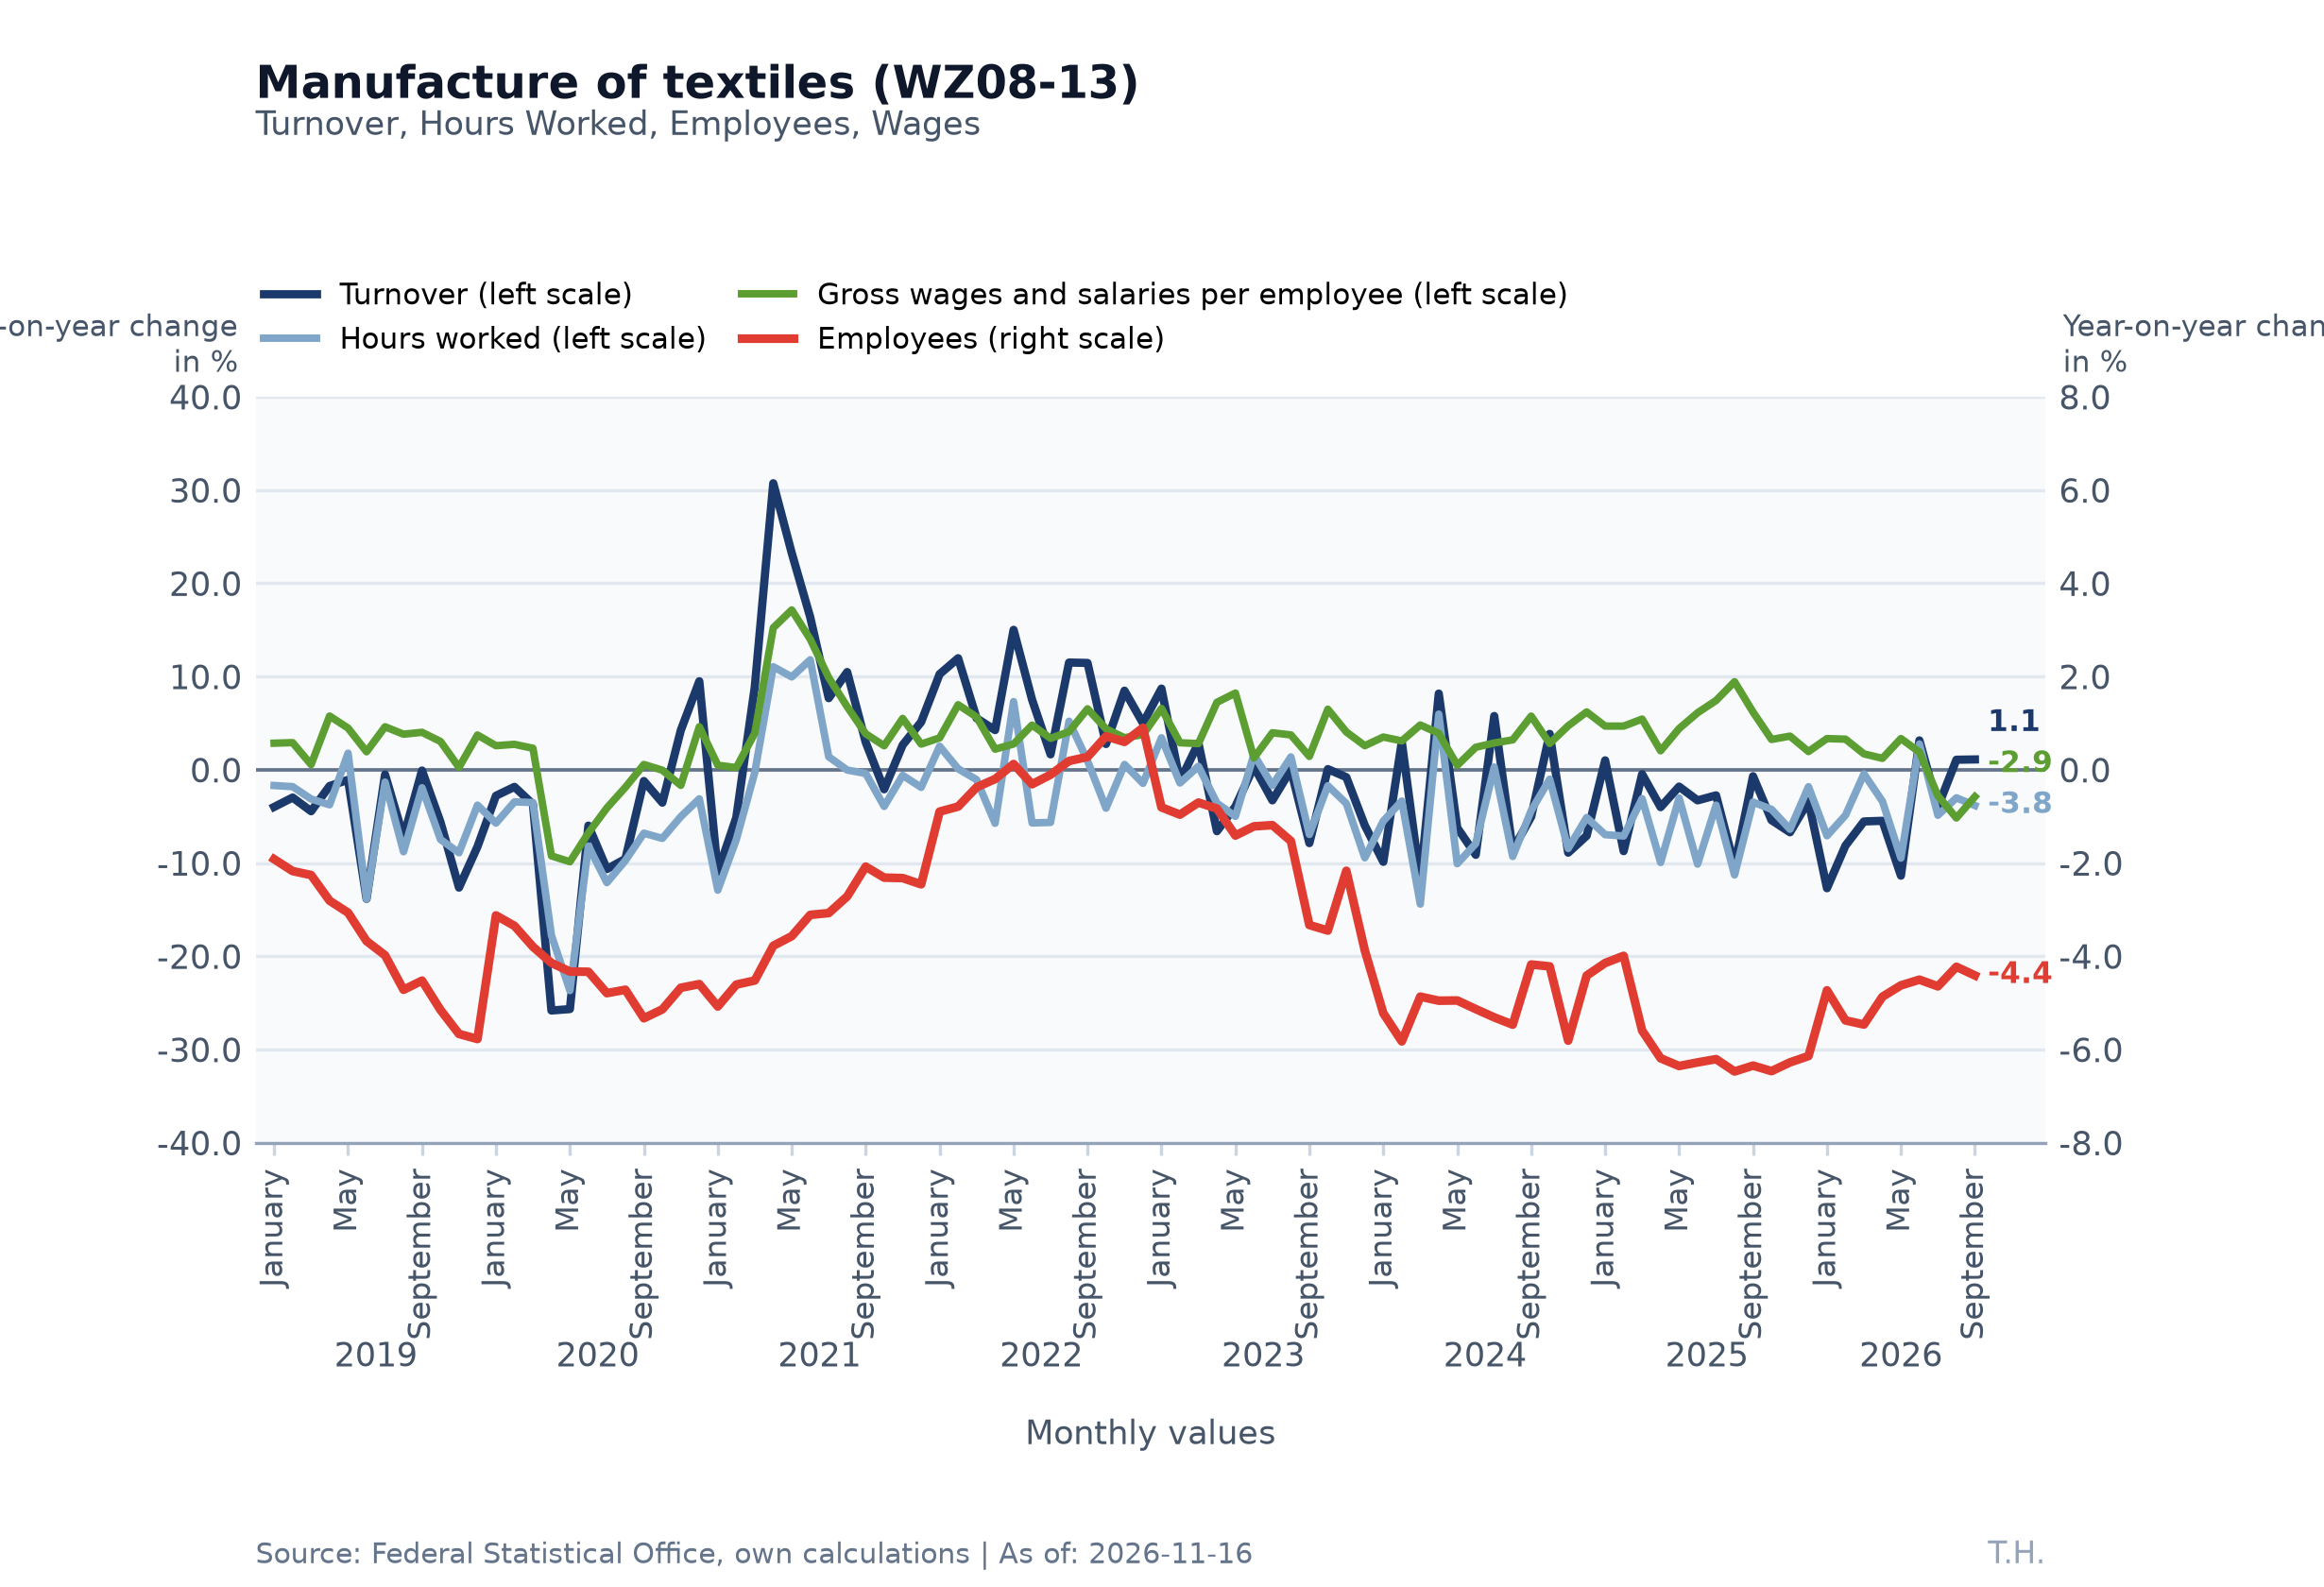 Manufacture of textiles (WZ08-13)
Turnover, Hours Worked, Employees, Wages
Turnover (left scale)
Gross wages and salaries per employee (left scale)
Hours worked (left scale)
Employees (right scale)
-on-year change
in %
Year-on-year chan
in %
40.0
30.0
20.0
10.0
0.0
-10.0
-20.0
-30.0
-40.0
8.0
6.0
4.0
2.0
0.0
-2.0
-4.0
-6.0
-8.0
1.1
-2.9
-3.8
-4.4
January
May
September
January
May
September
January
May
September
January
May
September
January
May
September
January
May
September
January
May
September
January
May
September
2019
2020
2021
2022
2023
2024
2025
2026
Monthly values
Source: Federal Statistical Office, own calculations | As of: 2026-11-16
T.H.